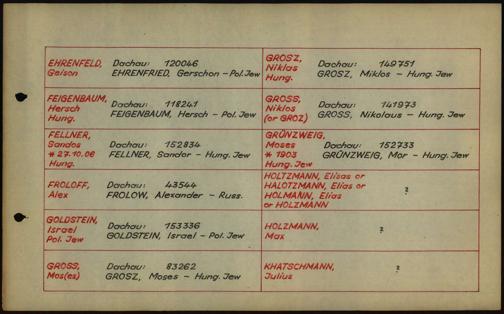 EHRENFELD, Dachau: 120046
Geison EHRENFRIED, Gerschon - Pol. Jew
FEIGENBAUM, Dachau: 118241
Hersch FEIGENBAUM, Hersch - Pol. Jew
Hung.
FELLNER,
Sandos Dachau: 152834
* 27.10.06 FELLNER, Sandor - Hung. Jew
Hung.
FROLOFF, Dachau: 43544
Alex FROLOW, Alexander - Russ.
GOLDSTEIN,
Israel Dachau: 153336
Pol. Jew GOLDSTEIN, Israel - Pol. Jew
GROSS, Dachau: 83262
Mos(es) GROSZ, Moses - Hung. Jew
GROSZ,
Niklas Dachau: 149751
Hung. GROSZ, Miklos - Hung. Jew
GROSS, Dachau: 141973
Niklos GROSS, Nikolaus - Hung. Jew
(or GROZ)
GRÜNZWEIG,
Moses Dachau: 152733
* 1903 GRÜNZWEIG, Mor - Hung. Jew
Hung. Jew
HOLTZMANN, Elisas or
HALOTZMANN, Elias or
HOLMANN, Elias ?
or HOLZMANN
HOLZMANN, ?
Max
KHATSCHMANN, ?
Julius